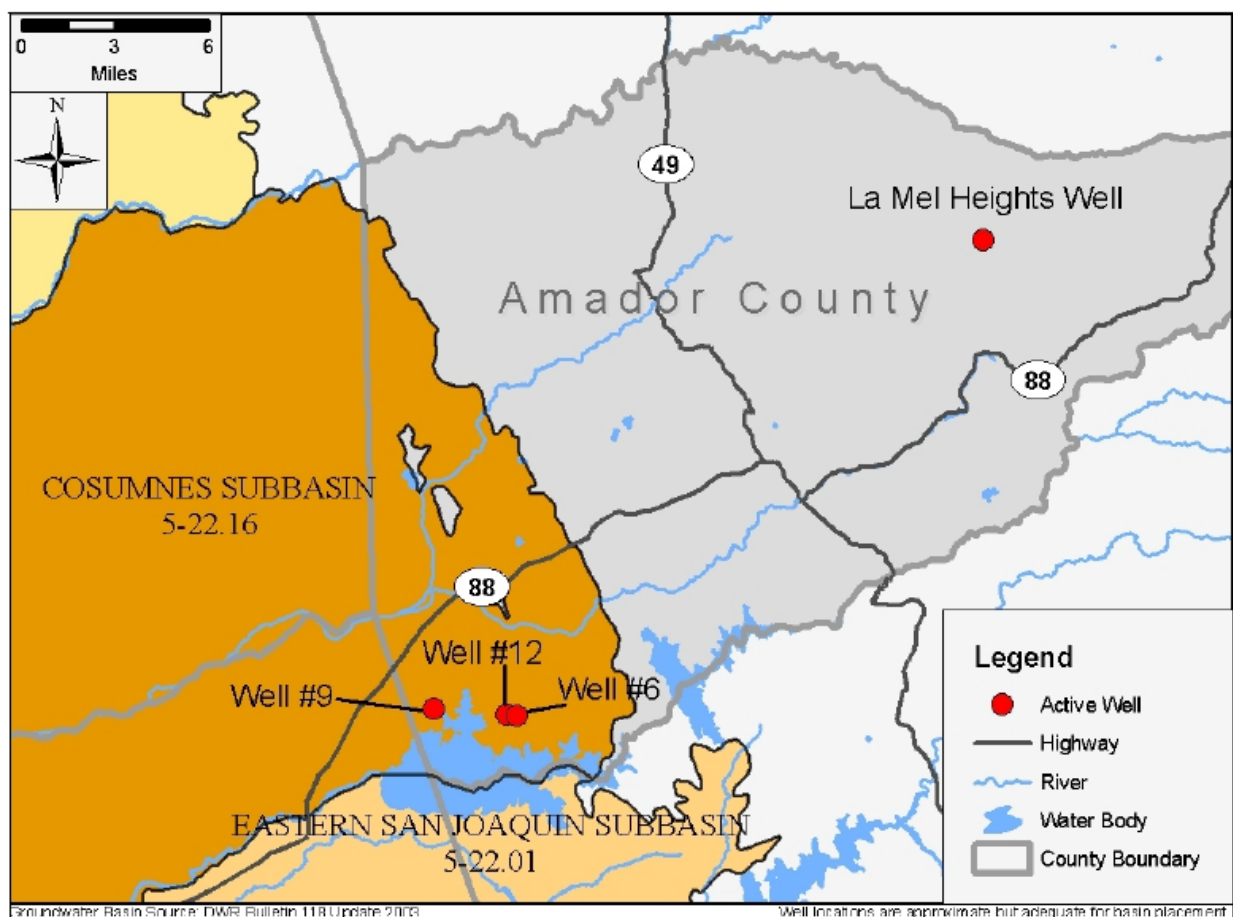 0 3 6
Miles
N
49
La Mel Heights Well
Amador County
88
COSUMNES SUBBASIN
5-22.16
88
Well #12
Well #9
Well #6
EASTERN SAN JOAQUIN SUBBASIN
5-22.01
Legend
Active Well
Highway
River
Water Body
County Boundary
Groundwater Basin Source: DWR Bulletin 118 Update 2003
Well locations are approximate but adequate for basin placement.